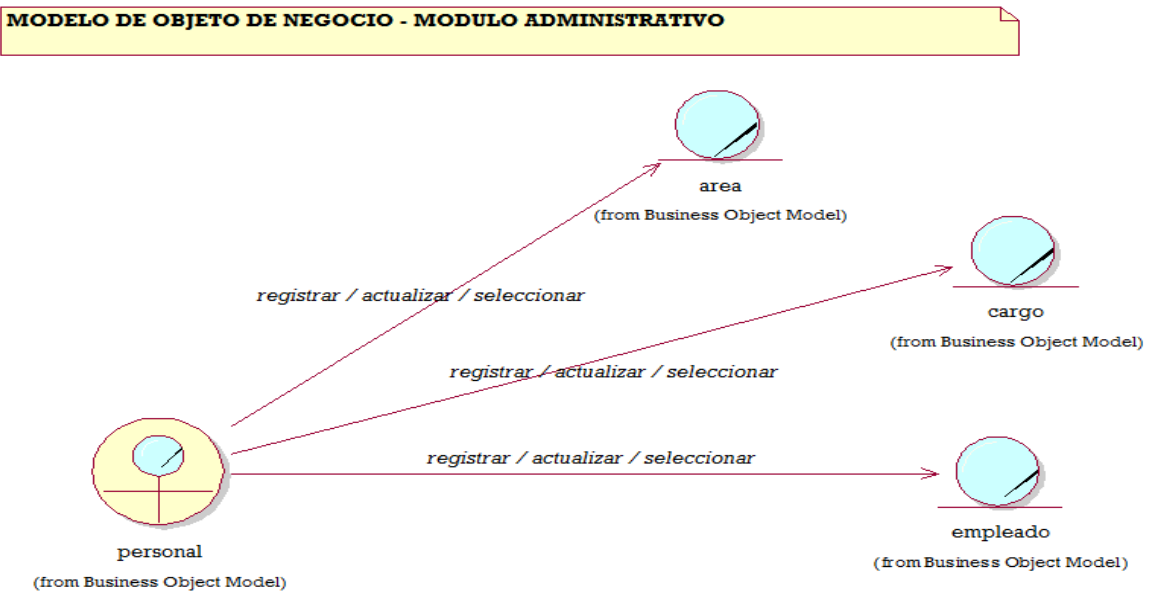 MODELO DE OBJETO DE NEGOCIO - MODULO ADMINISTRATIVO
area
(from Business Object Model)
registrar / actualizar / seleccionar
cargo
(from Business Object Model)
registrar / actualizar / seleccionar
registrar / actualizar / seleccionar
empleado
(from Business Object Model)
personal
(from Business Object Model)